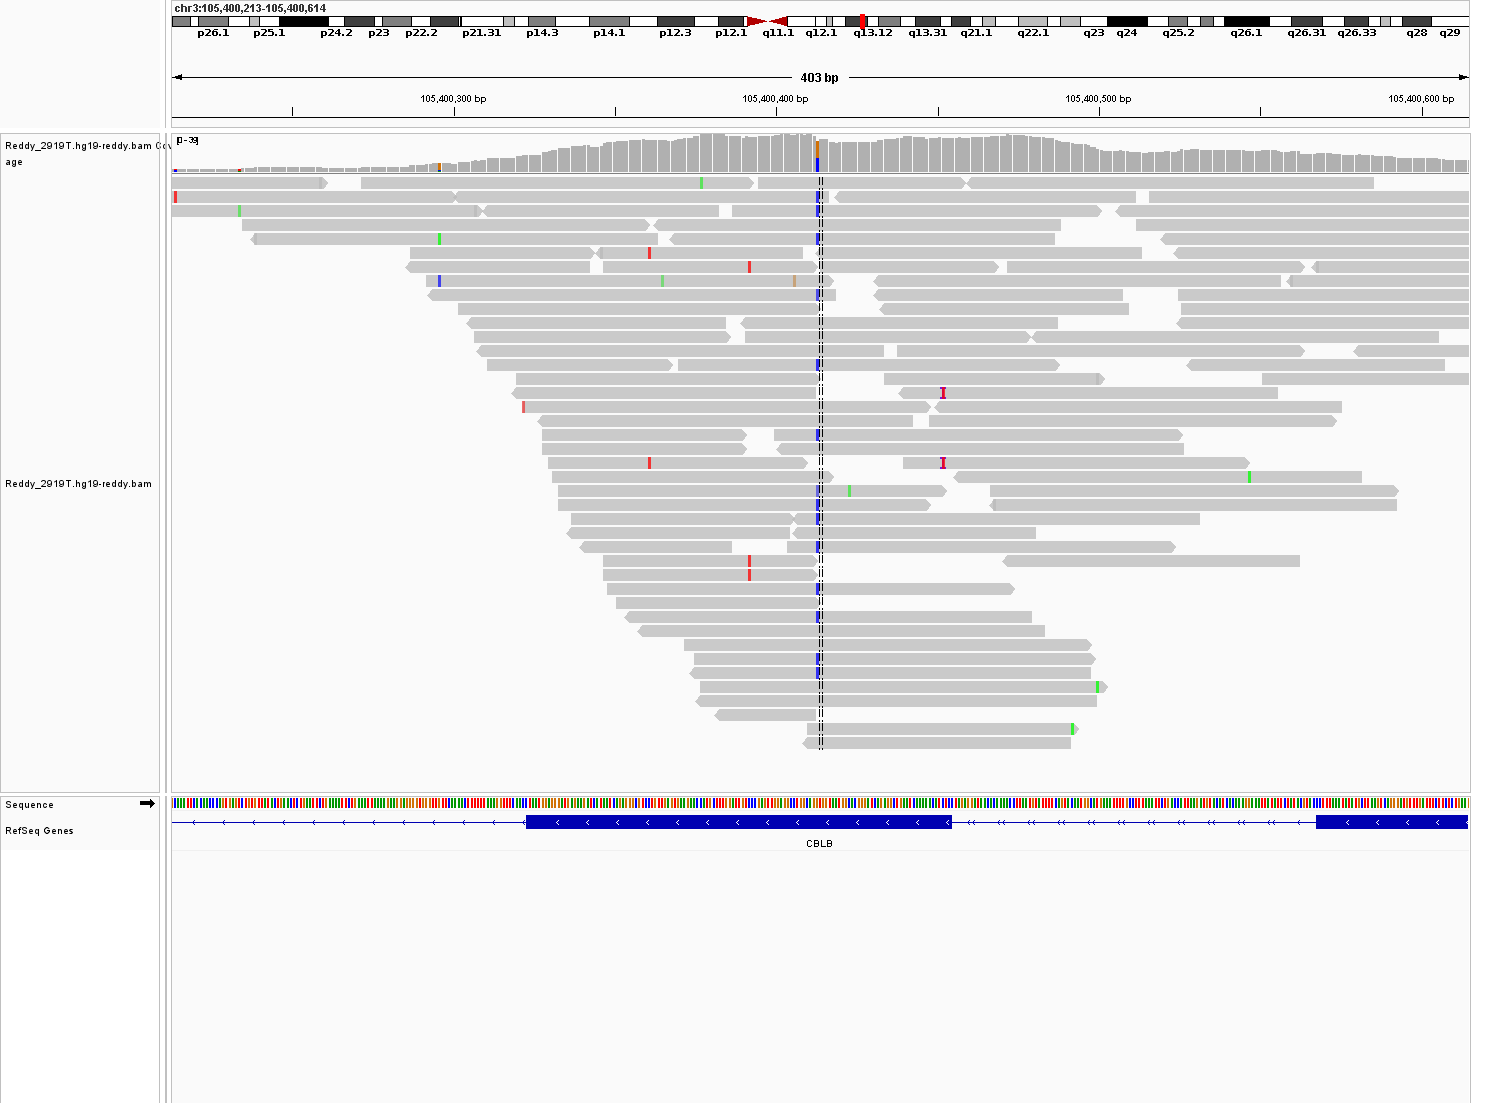 chr3:105,400,213-105,400,614
p26.1 p25.1 p24.2 p23 p22.2 p21.31 p14.3 p14.1 p12.3 p12.1 q11.1 q12.1 q13.12 q13.31 q21.1 q22.1 q23 q24 q25.2 q26.1 q26.31 q26.33 q28 q29
403 bp
105,400,300 bp 105,400,400 bp 105,400,500 bp 105,400,600 bp
Reddy_2919T.hg19-reddy.bam Cov
age
[0-39]
Reddy_2919T.hg19-reddy.bam
Sequence
RefSeq Genes
CBLB